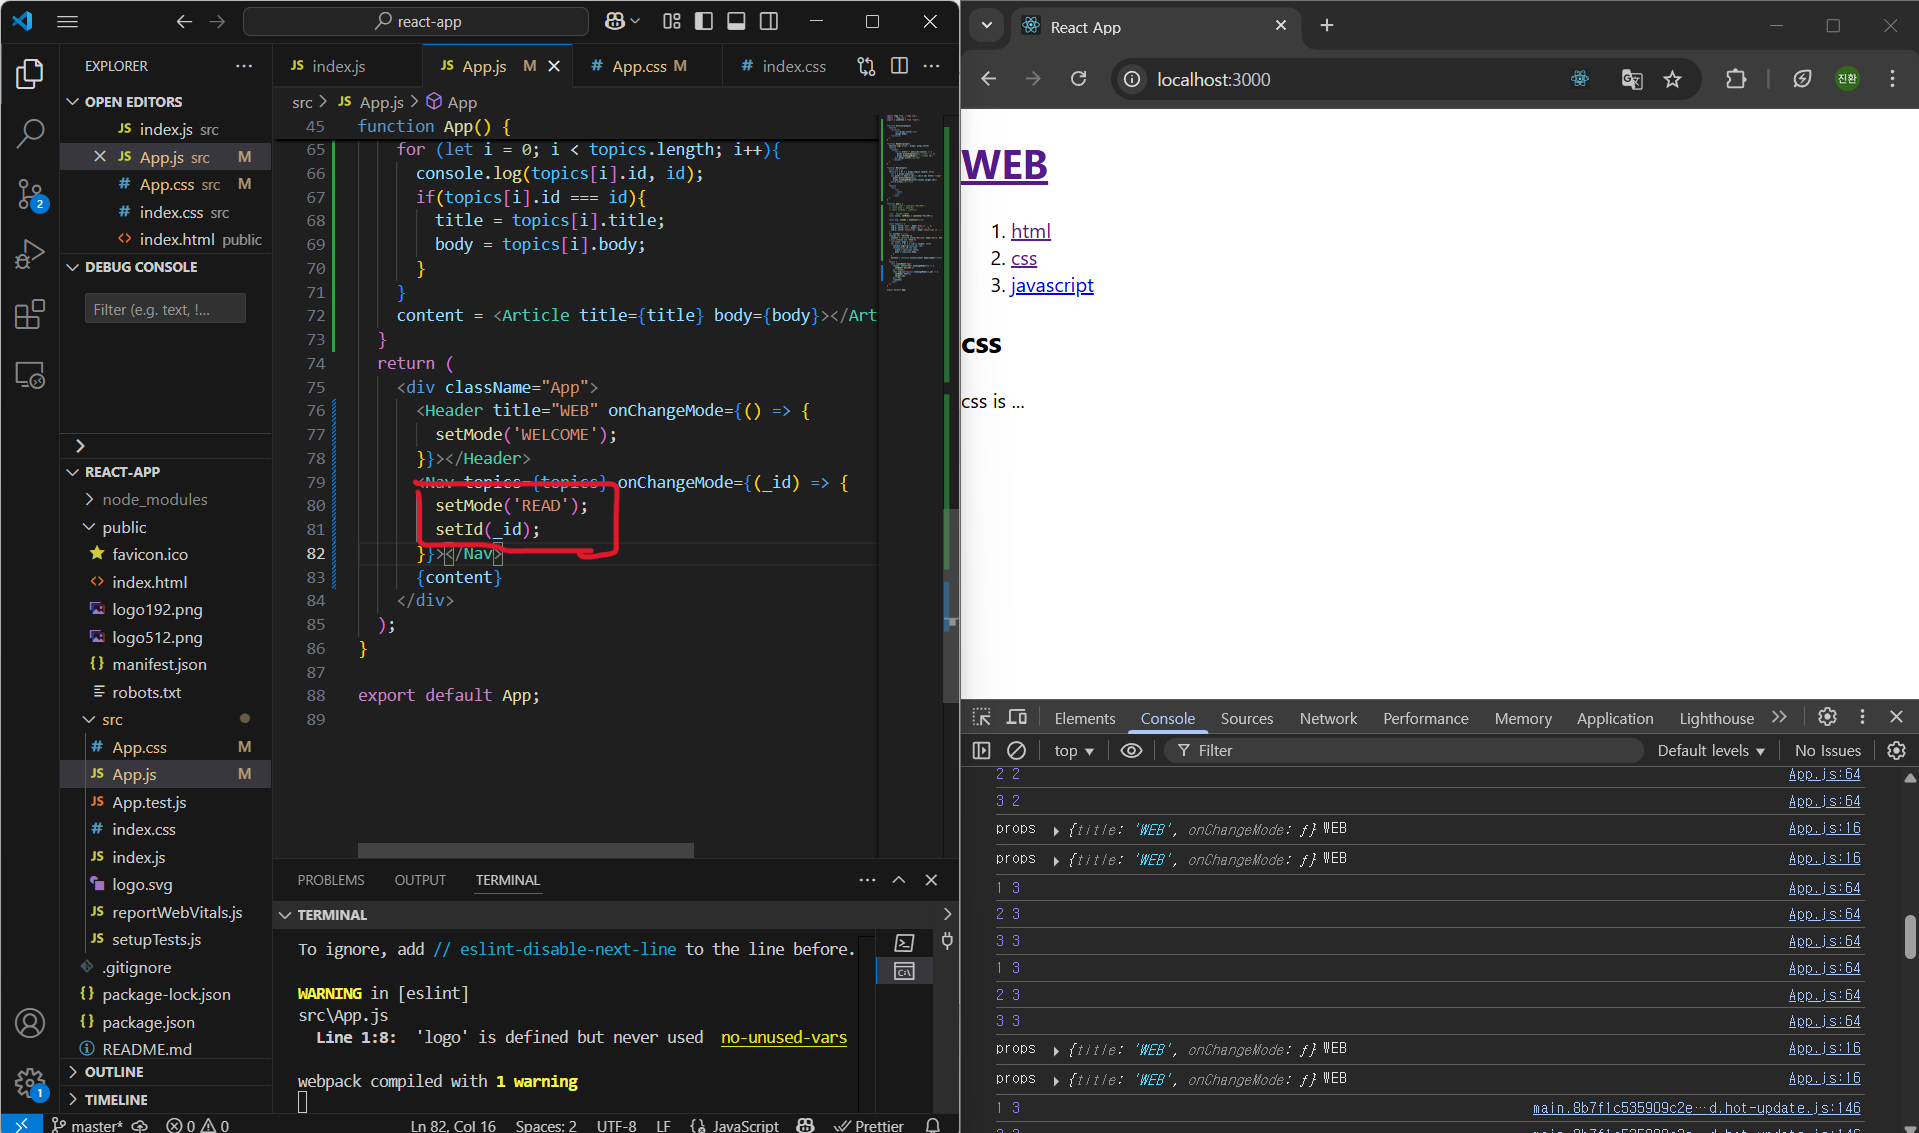 react-app
React App
localhost:3000
진환
EXPLORER
OPEN EDITORS
JS index.js src
JS App.js src M
# App.css src M
# index.css src
<> index.html public
DEBUG CONSOLE
Filter (e.g. text, !...
REACT-APP
node_modules
public
favicon.ico
<> index.html
logo192.png
logo512.png
{} manifest.json
robots.txt
src
# App.css M
JS App.js M
JS App.test.js
# index.css
JS index.js
logo.svg
JS reportWebVitals.js
JS setupTests.js
.gitignore
{} package-lock.json
{} package.json
README.md
OUTLINE
TIMELINE
2
1
JS index.js
JS App.js M
# App.css M
# index.css
src > JS App.js > App
45 function App() {
65 for (let i = 0; i < topics.length; i++){
66 console.log(topics[i].id, id);
67 if(topics[i].id === id){
68 title = topics[i].title;
69 body = topics[i].body;
70 }
71 }
72 content = <Article title={title} body={body}></Art
73 }
74 return (
75 <div className="App">
76 <Header title="WEB" onChangeMode={() => {
77 setMode('WELCOME');
78 }}></Header>
79 <Nav topics={topics} onChangeMode={(_id) => {
80 setMode('READ');
81 setId(_id);
82 }}></Nav>
83 {content}
84 </div>
85 );
86 }
87
88 export default App;
89
PROBLEMS OUTPUT TERMINAL
TERMINAL
To ignore, add // eslint-disable-next-line to the line before.
WARNING in [eslint]
src\App.js
Line 1:8: 'logo' is defined but never used no-unused-vars
webpack compiled with 1 warning
master* 0 0 Ln 82, Col 16 Spaces: 2 UTF-8 LF {} JavaScript Prettier
WEB
1. html
2. css
3. javascript
css
css is ...
Elements Console Sources Network Performance Memory Application Lighthouse
top Filter Default levels No Issues
2 2 App.js:64
3 2 App.js:64
props {title: 'WEB', onChangeMode: ƒ} WEB App.js:16
props {title: 'WEB', onChangeMode: ƒ} WEB App.js:16
1 3 App.js:64
2 3 App.js:64
3 3 App.js:64
1 3 App.js:64
2 3 App.js:64
3 3 App.js:64
props {title: 'WEB', onChangeMode: ƒ} WEB App.js:16
props {title: 'WEB', onChangeMode: ƒ} WEB App.js:16
1 3 main.8b7f1c535909c2e…d.hot-update.js:146